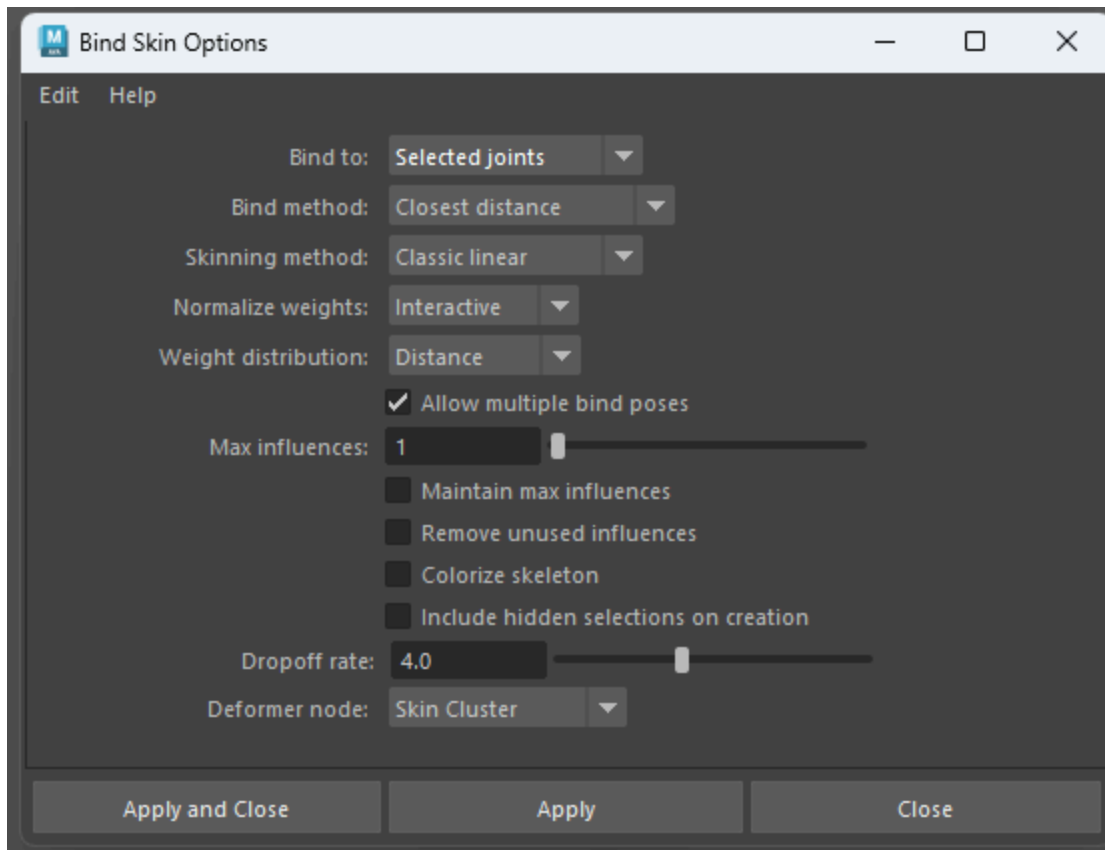 M
Bind Skin Options
Edit Help
Bind to: Selected joints
Bind method: Closest distance
Skinning method: Classic linear
Normalize weights: Interactive
Weight distribution: Distance
Allow multiple bind poses
Max influences: 1
Maintain max influences
Remove unused influences
Colorize skeleton
Include hidden selections on creation
Dropoff rate: 4.0
Deformer node: Skin Cluster
Apply and Close Apply Close